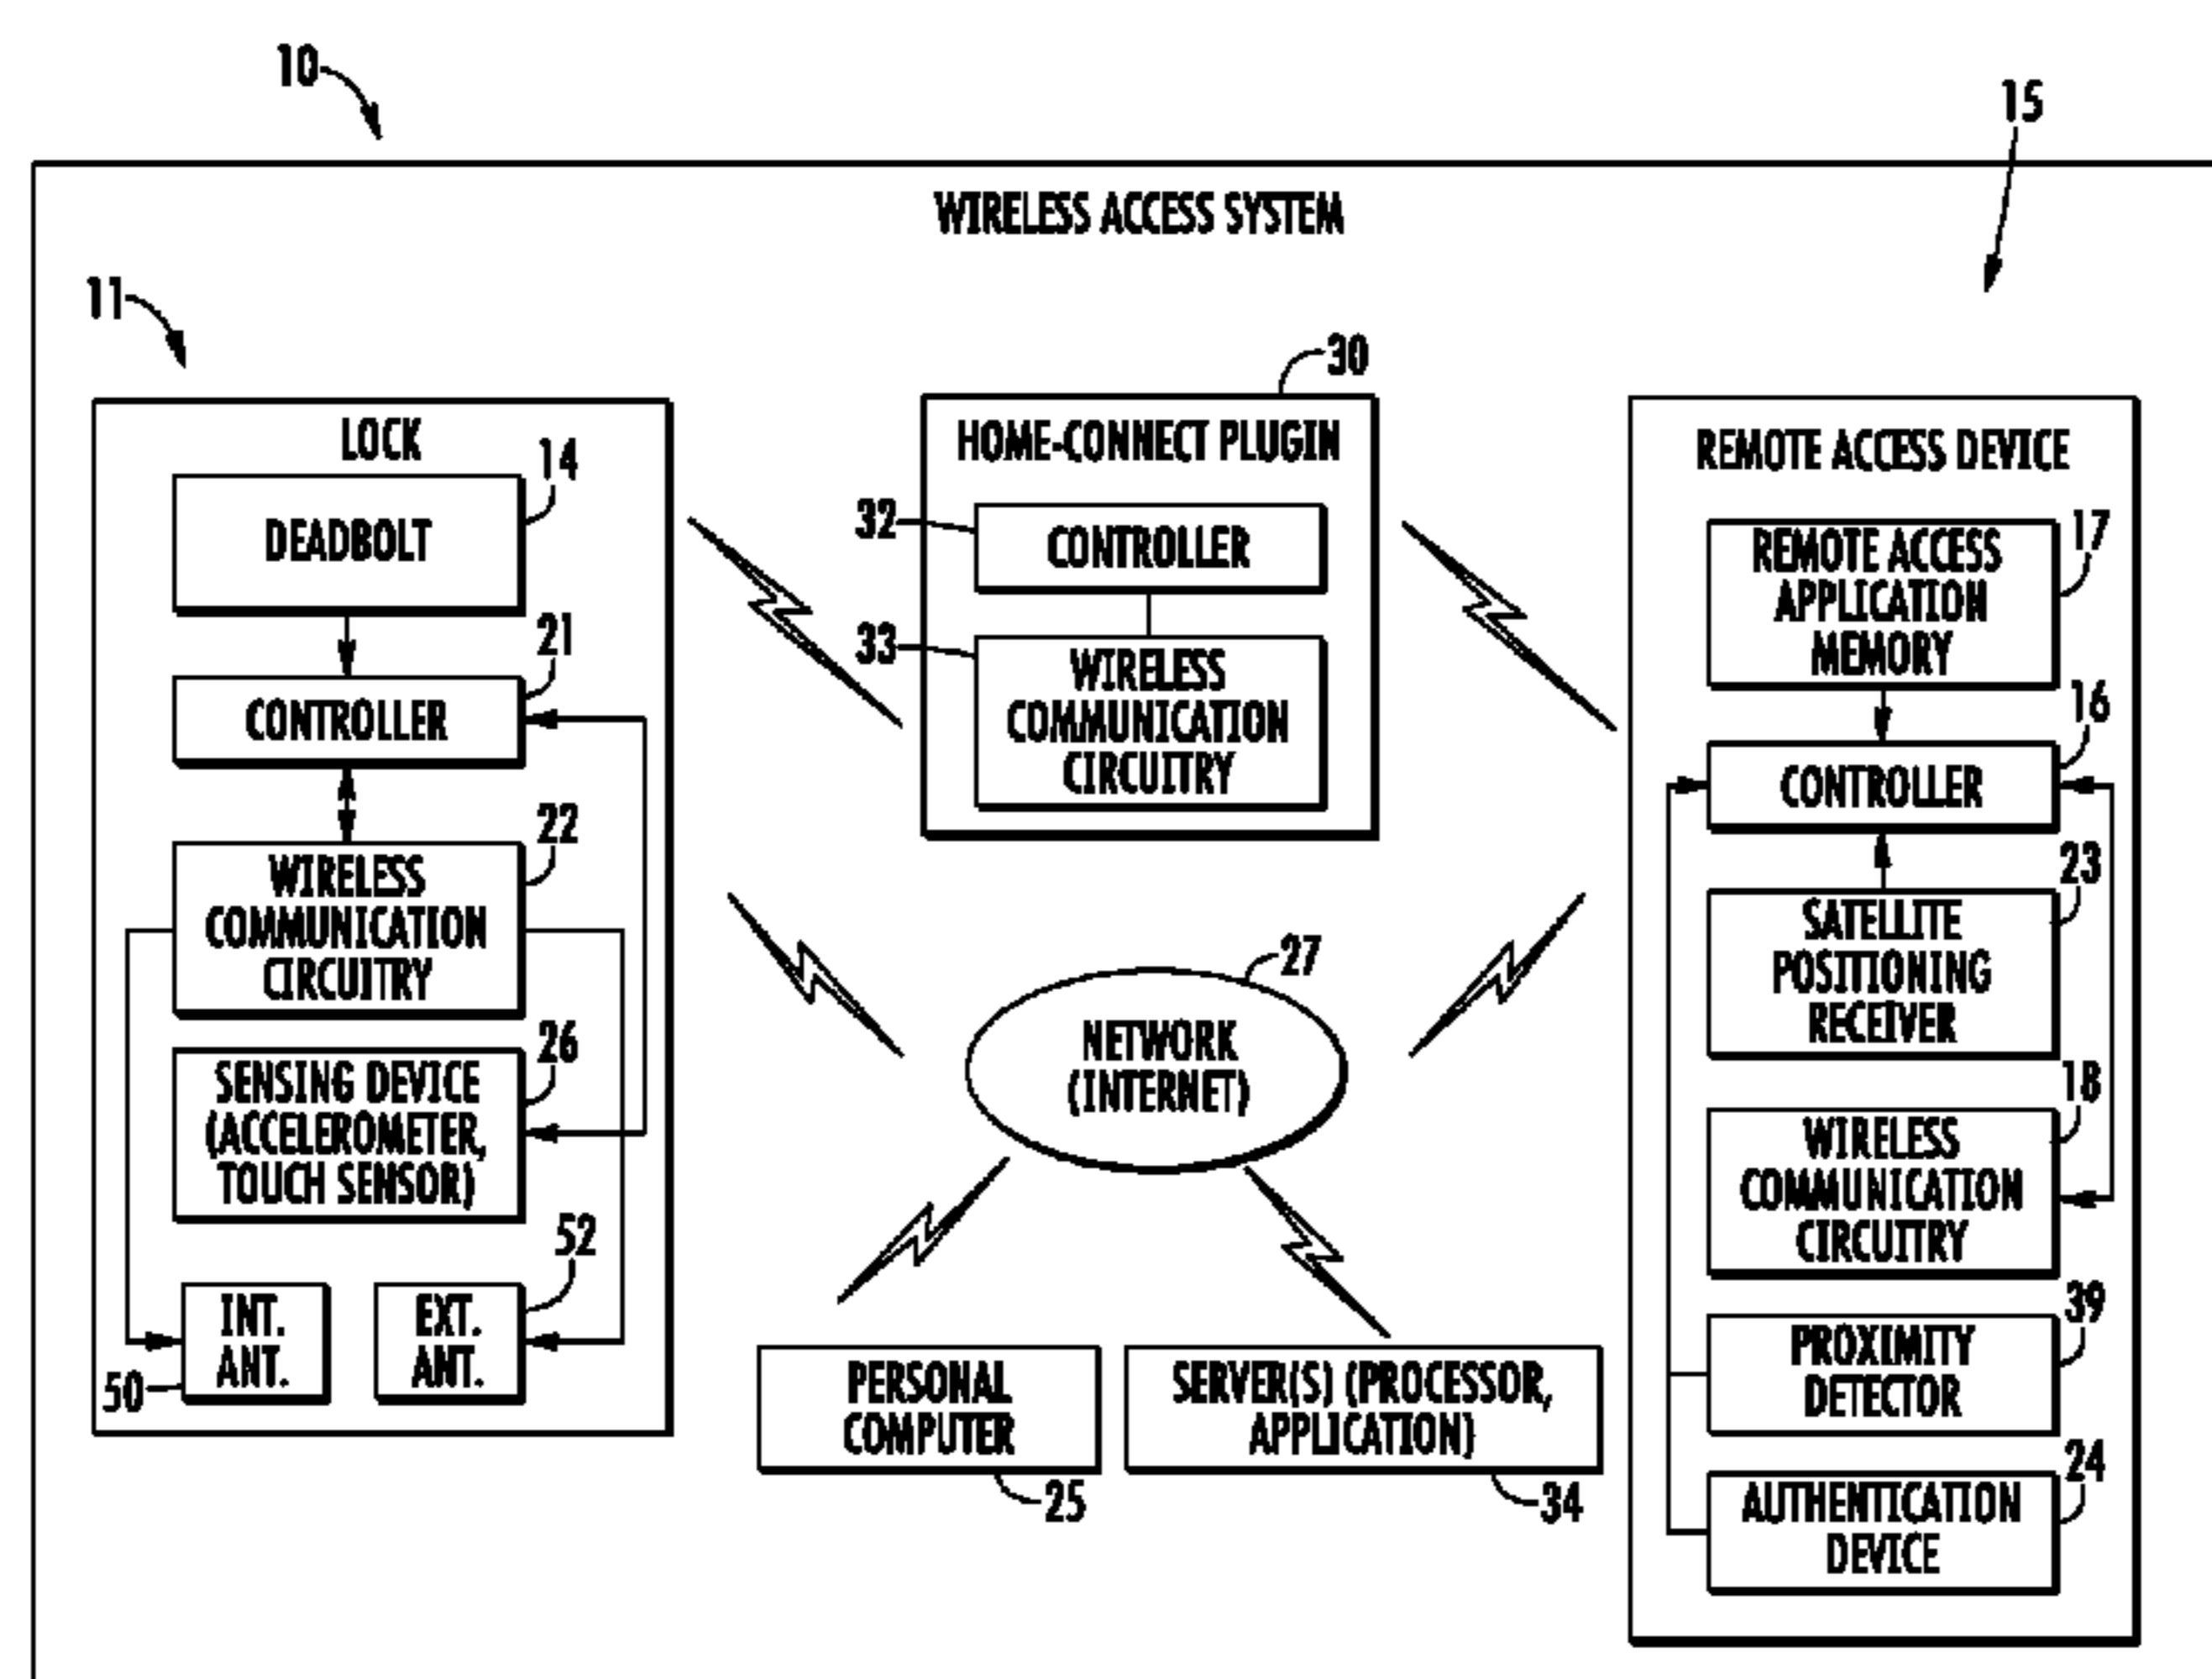 10
15
WIRELESS ACCESS SYSTEM
11
LOCK
14
DEADBOLT
21
CONTROLLER
22
WIRELESS
COMMUNICATION
CIRCUITRY
26
SENSING DEVICE
(ACCELEROMETER,
TOUCH SENSOR)
52
INT.
ANT.
EXT.
ANT.
50
30
HOME-CONNECT PLUGIN
32
CONTROLLER
33
WIRELESS
COMMUNICATION
CIRCUITRY
27
NETWORK
(INTERNET)
PERSONAL
COMPUTER
25
SERVER(S) (PROCESSOR,
APPLICATION)
34
REMOTE ACCESS DEVICE
17
REMOTE ACCESS
APPLICATION
MEMORY
16
CONTROLLER
23
SATELLITE
POSITIONING
RECEIVER
18
WIRELESS
COMMUNICATION
CIRCUITRY
39
PROXIMITY
DETECTOR
24
AUTHENTICATION
DEVICE